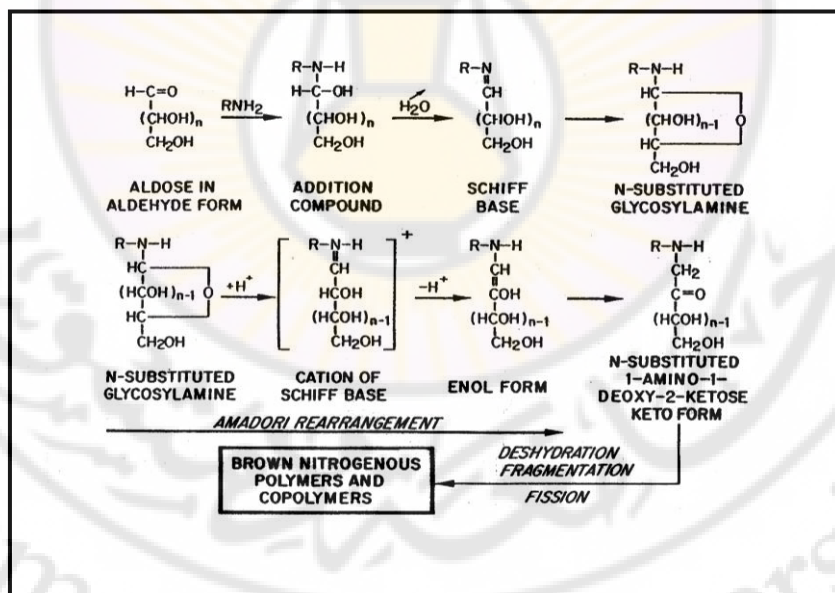 R–N–H R–N R–N–H
H–C=O H–C–OH CH HC
(CHOH)n RNH2 (CHOH)n H2O (CHOH)n (CHOH)n-1 O
CH2OH CH2OH CH2OH HC
CH2OH
ALDOSE IN ADDITION SCHIFF N-SUBSTITUTED
ALDEHYDE FORM COMPOUND BASE GLYCOSYLAMINE
R–N–H R–N–H + R–N–H R–N–H
HC CH CH CH2
(HCOH)n-1 O +H+ CHOH –H+ COH C=O
HC (HCOH)n-1 (CHOH)n-1 (CHOH)n-1
CH2OH CH2OH CH2OH CH2OH
N-SUBSTITUTED CATION OF ENOL FORM N-SUBSTITUTED
GLYCOSYLAMINE SCHIFF BASE 1-AMINO-1-
DEOXY-2-KETOSE
KETO FORM
AMADORI REARRANGEMENT
DESHYDRATION
FRAGMENTATION
FISSION
BROWN NITROGENOUS
POLYMERS AND
COPOLYMERS